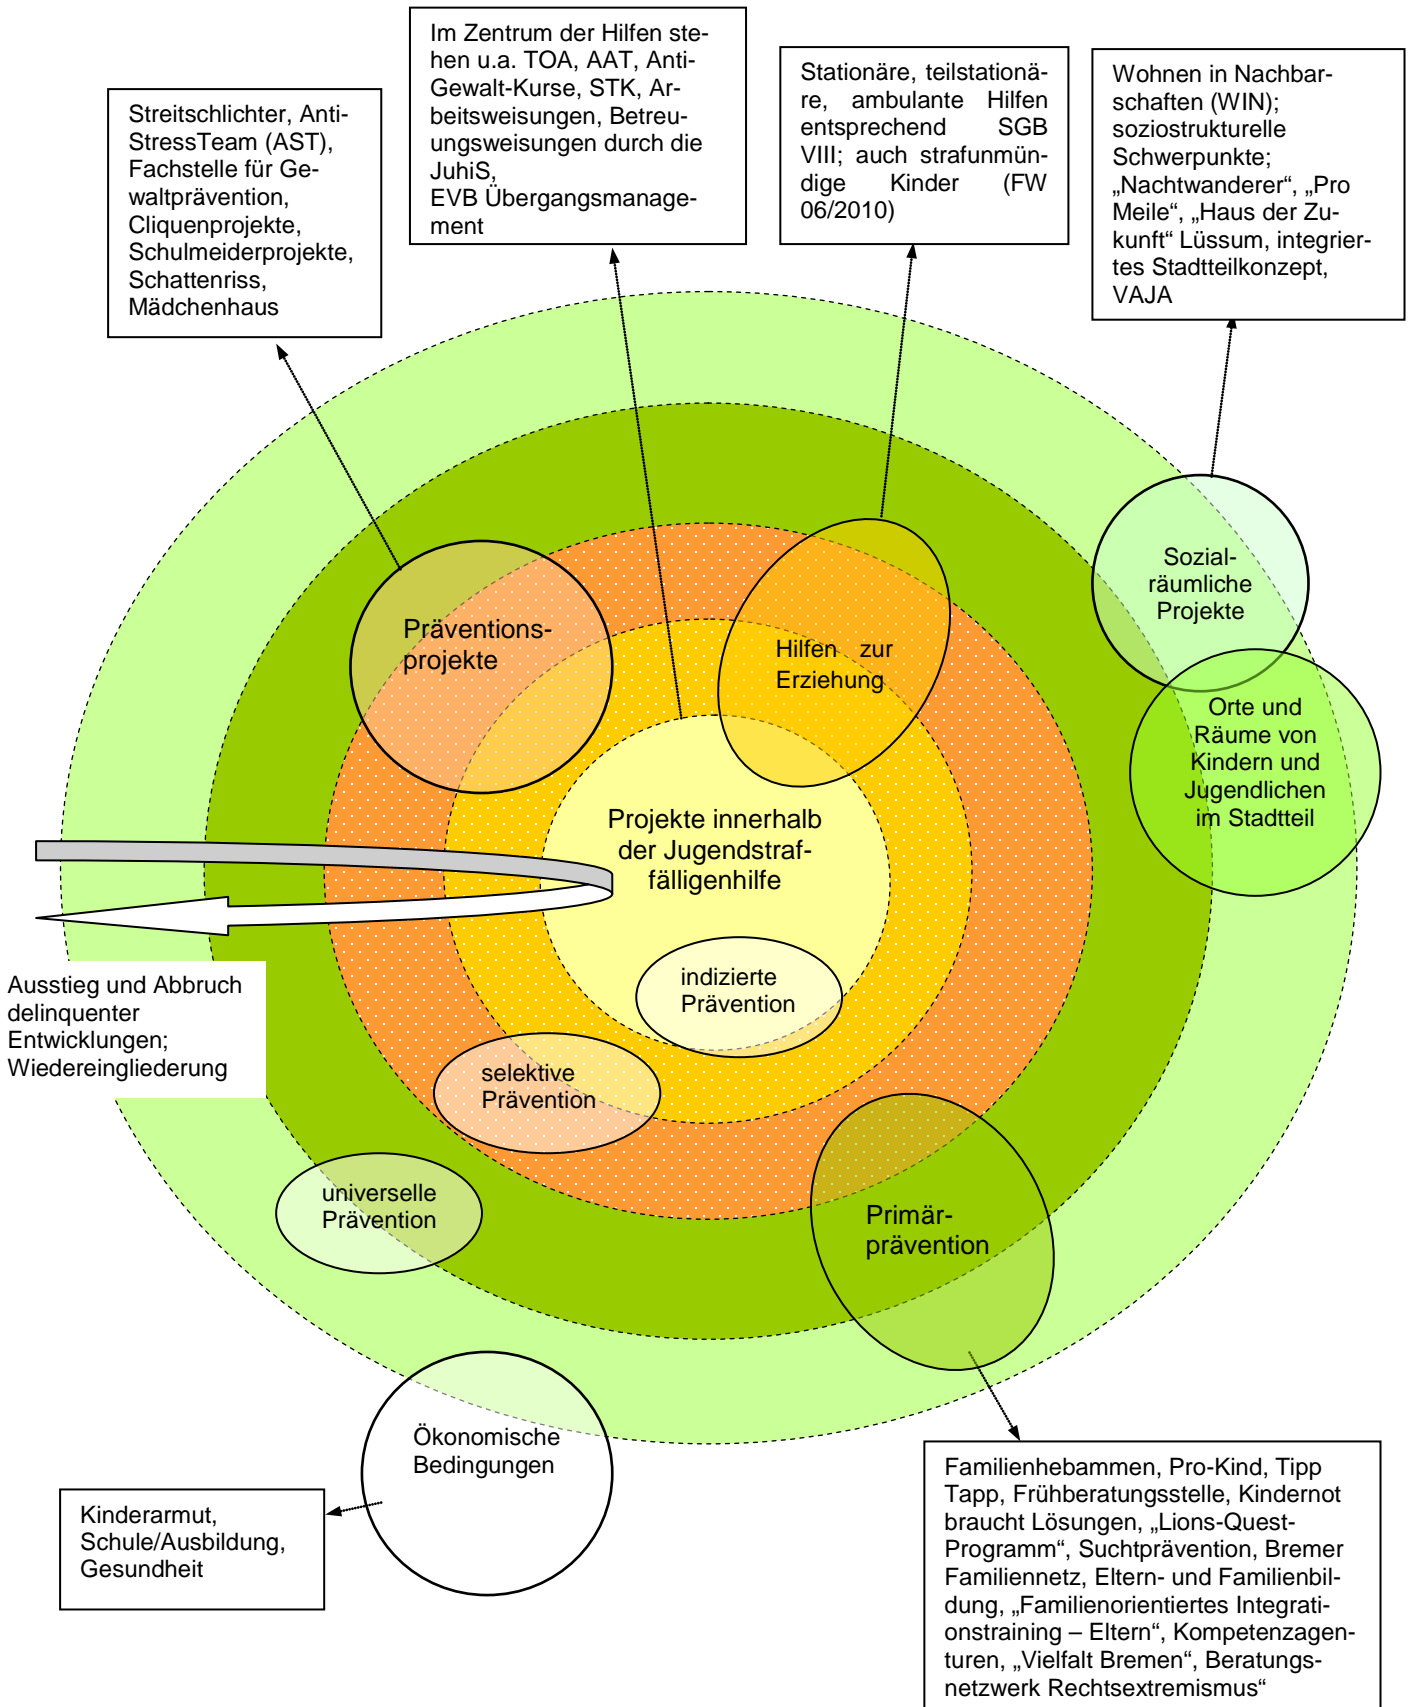 Im Zentrum der Hilfen ste-
hen u.a. TOA, AAT, Anti-
Gewalt-Kurse, STK, Ar-
beitsweisungen, Betreu-
ungsweisungen durch die
JuhiS,
EVB Übergangsmanage-
ment
Stationäre, teilstationä-
re, ambulante Hilfen
entsprechend SGB
VIII; auch strafunmün-
dige Kinder (FW
06/2010)
Wohnen in Nachbar-
schaften (WIN);
soziostrukturelle
Schwerpunkte;
„Nachtwanderer“, „Pro
Meile“, „Haus der Zu-
kunft“ Lüssum, integrier-
tes Stadtteilkonzept,
VAJA
Streitschlichter, Anti-
StressTeam (AST),
Fachstelle für Ge-
waltprävention,
Cliquenprojekte,
Schulmeiderprojekte,
Schattenriss,
Mädchenhaus
Sozial-
räumliche
Projekte
Präventions-
projekte
Hilfen zur
Erziehung
Orte und
Räume von
Kindern und
Jugendlichen
im Stadtteil
Projekte innerhalb
der Jugendstraf-
fälligenhilfe
indizierte
Prävention
Ausstieg und Abbruch
delinquenter
Entwicklungen;
Wiedereingliederung
selektive
Prävention
universelle
Prävention
Primär-
prävention
Ökonomische
Bedingungen
Kinderarmut,
Schule/Ausbildung,
Gesundheit
Familienhebammen, Pro-Kind, Tipp
Tapp, Frühberatungsstelle, Kindernot
braucht Lösungen, „Lions-Quest-
Programm“, Suchtprävention, Bremer
Familiennetz, Eltern- und Familienbil-
dung, „Familienorientiertes Integrati-
onstraining – Eltern“, Kompetenzagen-
turen, „Vielfalt Bremen“, Beratungs-
netzwerk Rechtsextremismus“